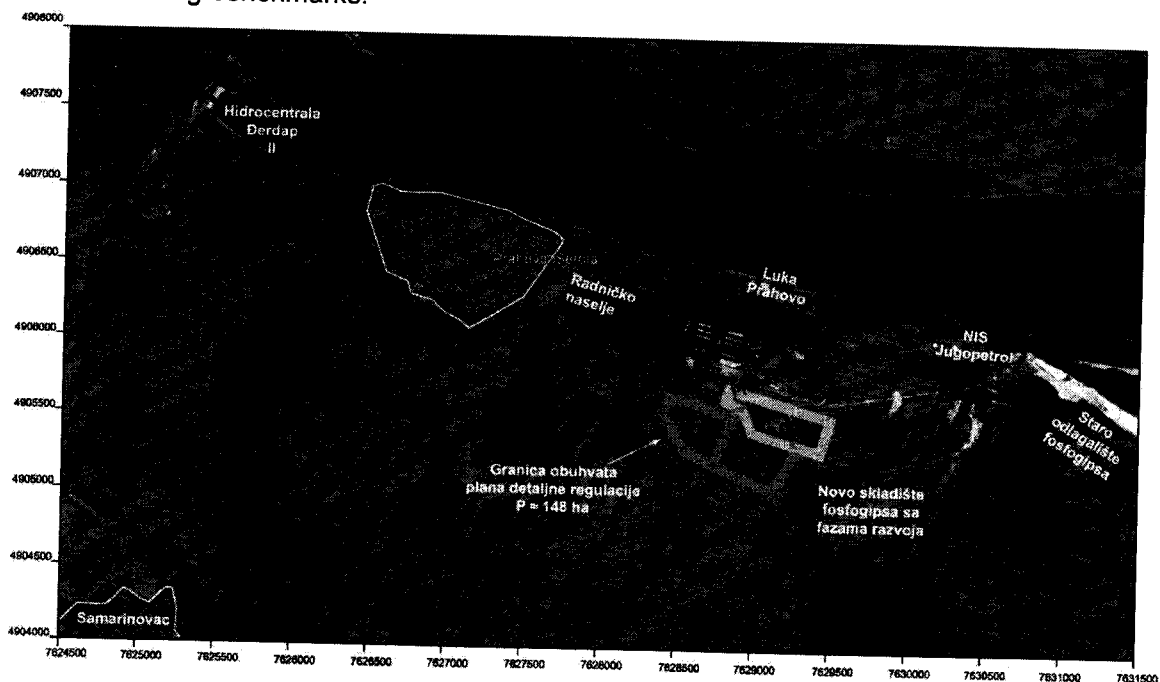 benchmarks.
4908000
4907500
4907000
4906500
4906000
4905500
4905000
4904500
4904000
Hidrocentrala
Đerdap
II
Radničko
naselje
Luka
Prahovo
NIS
"Jugopetrol"
Staro
odlagalište
fosfogipsa
Granica obuhvata
plana detaljne regulacije
P = 148 ha
Novo skladište
fosfogipsa sa
fazama razvoja
Samarinovac
7624500 7625000 7625500 7626000 7626500 7627000 7627500 7628000 7628500 7629000 7629500 7630000 7630500 7631000 7631500